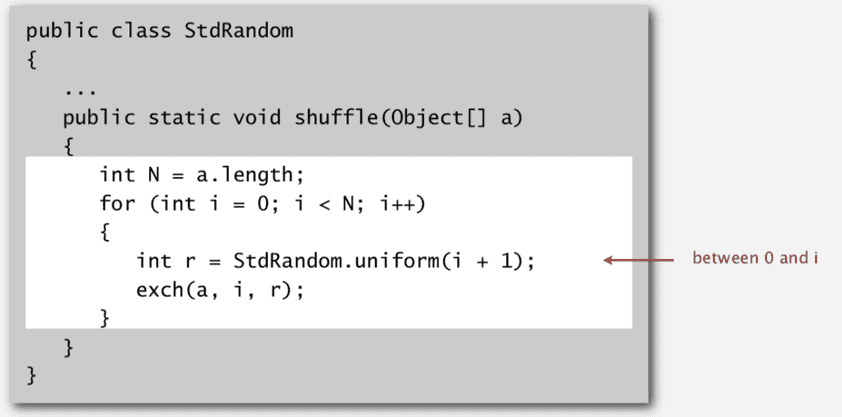 public class StdRandom
{
...
public static void shuffle(Object[] a)
{
int N = a.length;
for (int i = 0; i < N; i++)
{
int r = StdRandom.uniform(i + 1);
between 0 and i
exch(a, i, r);
}
}
}